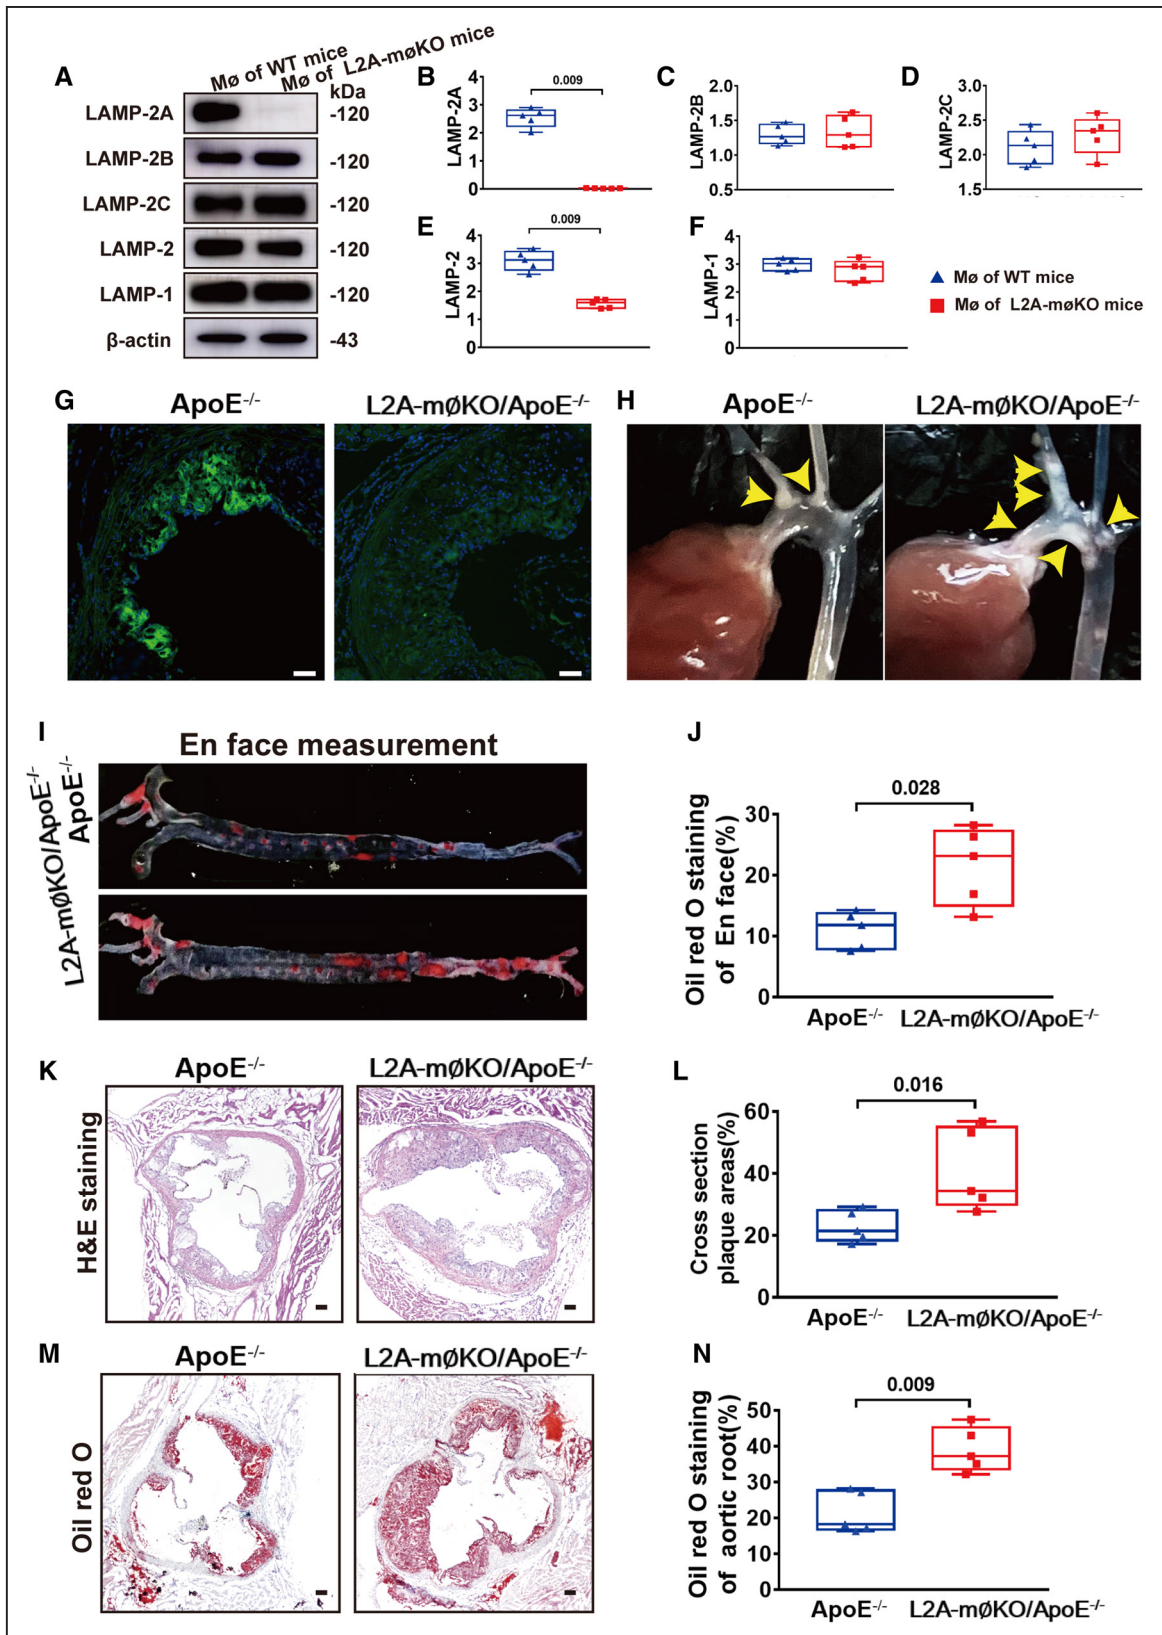 A
Mø of WT mice
Mø of L2A-møKO mice
kDa
LAMP-2A
-120
LAMP-2B
-120
LAMP-2C
-120
LAMP-2
-120
LAMP-1
-120
β-actin
-43
B
LAMP-2A
4
3
2
1
0
0.009
C
LAMP-2B
2.0
1.5
1.0
0.5
D
LAMP-2C
3.0
2.5
2.0
1.5
E
LAMP-2
4
3
2
1
0
0.009
F
LAMP-1
4
3
2
1
0
Mø of WT mice
Mø of L2A-møKO mice
G
ApoE-/-
L2A-mØKO/ApoE-/-
H
ApoE-/-
L2A-mØKO/ApoE-/-
I
En face measurement
ApoE-/-
L2A-mØKO/ApoE-/-
J
Oil red O staining
of En face(%)
30
20
10
0
0.028
ApoE-/-
L2A-mØKO/ApoE-/-
K
ApoE-/-
L2A-mØKO/ApoE-/-
H&E staining
L
Cross section
plaque areas(%)
60
40
20
0
0.016
ApoE-/-
L2A-mØKO/ApoE-/-
M
ApoE-/-
L2A-mØKO/ApoE-/-
Oil red O
N
Oil red O staining
of aortic root(%)
50
40
30
20
10
0
0.009
ApoE-/-
L2A-mØKO/ApoE-/-